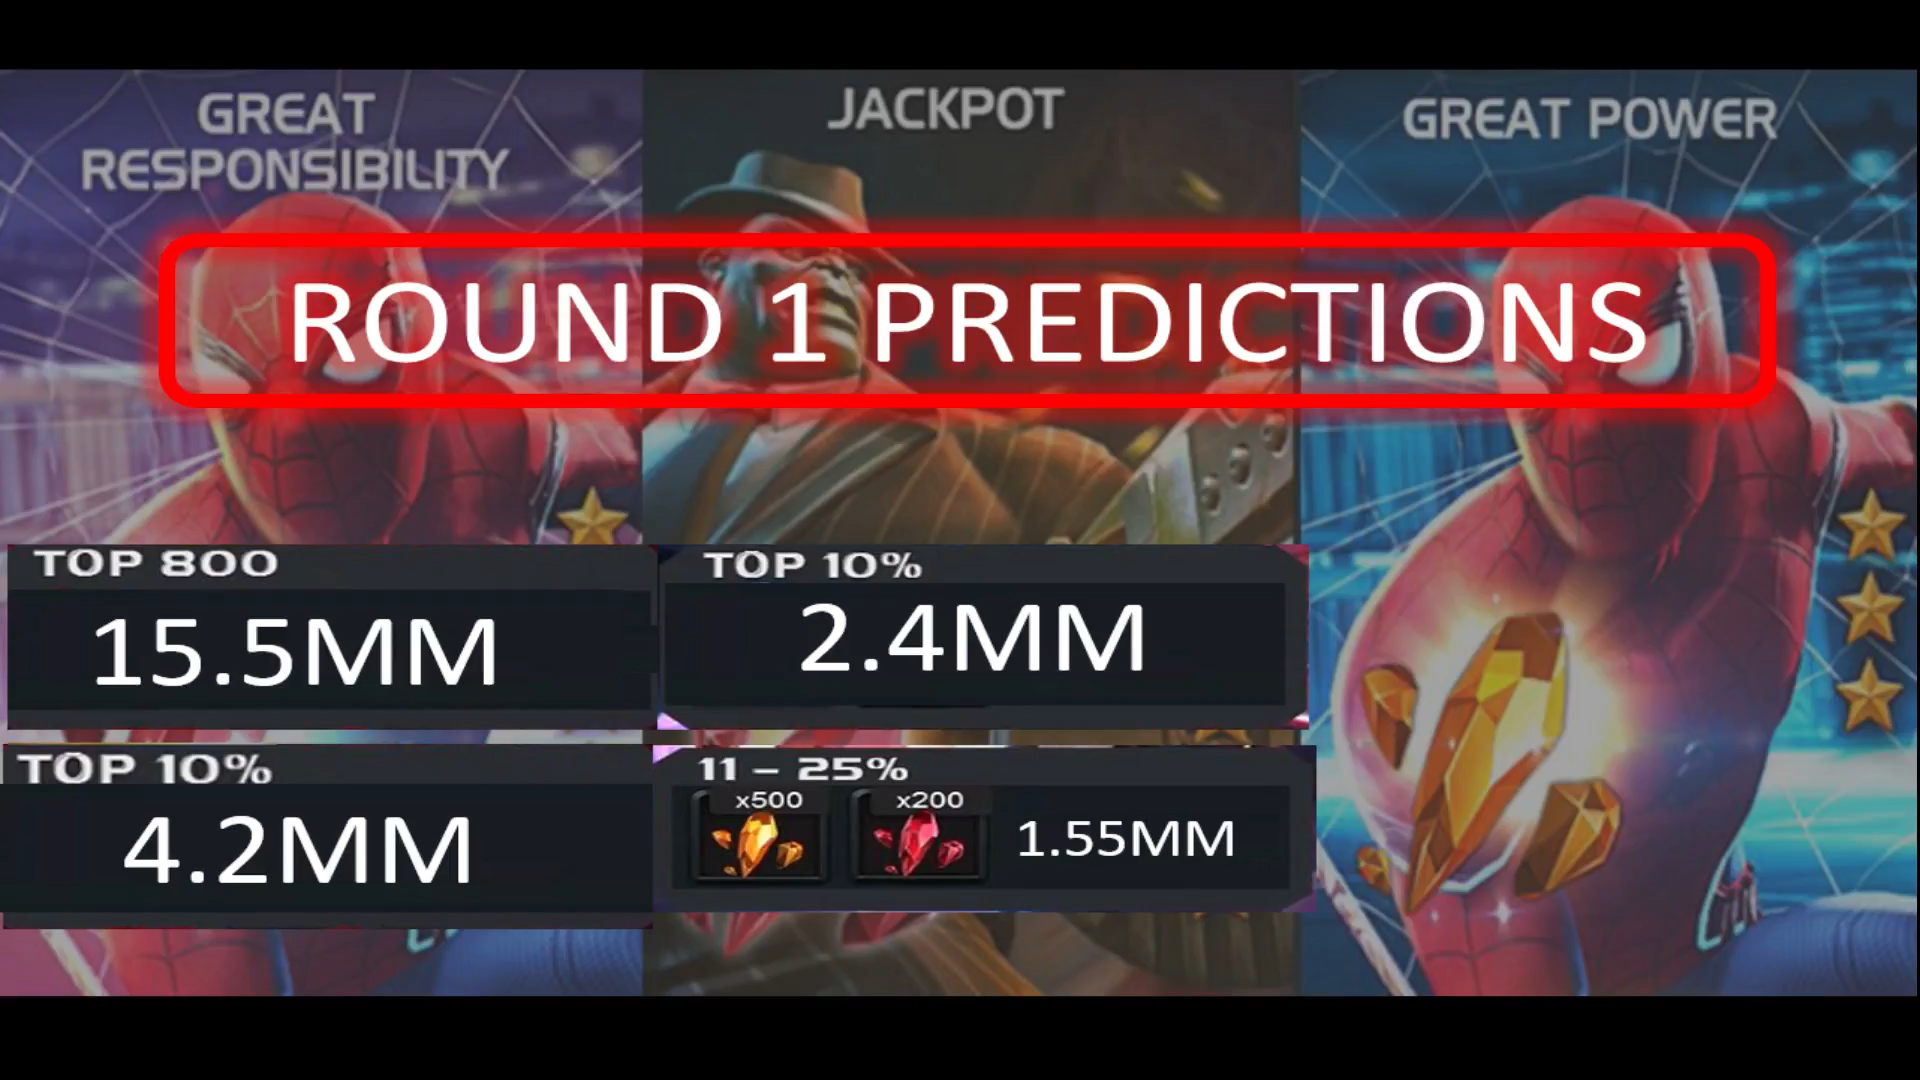 GREAT
RESPONSIBILITY
JACKPOT
GREAT POWER
ROUND 1 PREDICTIONS
TOP 800
15.5MM
TOP 10%
2.4MM
TOP 10%
4.2MM
11 – 25%
x500
x200
1.55MM